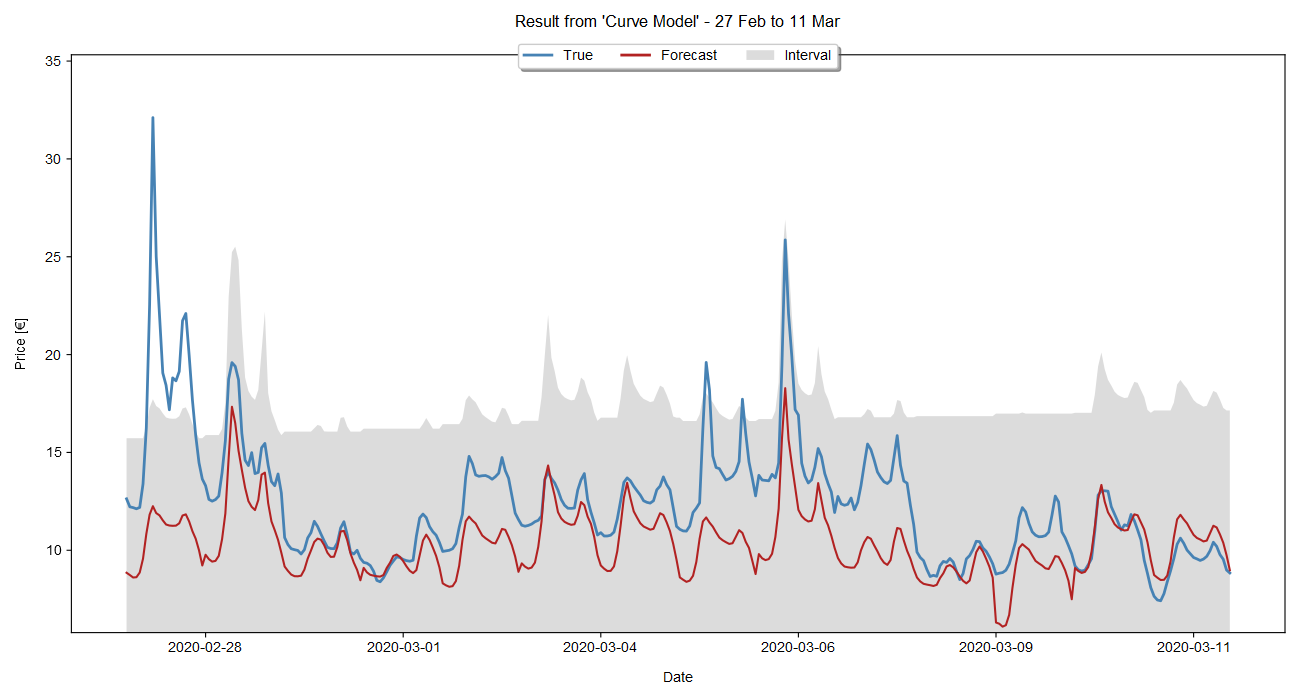 Result from 'Curve Model' - 27 Feb to 11 Mar
True Forecast Interval
35
30
25
20
15
10
Price [€]
2020-02-28 2020-03-01 2020-03-04 2020-03-06 2020-03-09 2020-03-11
Date